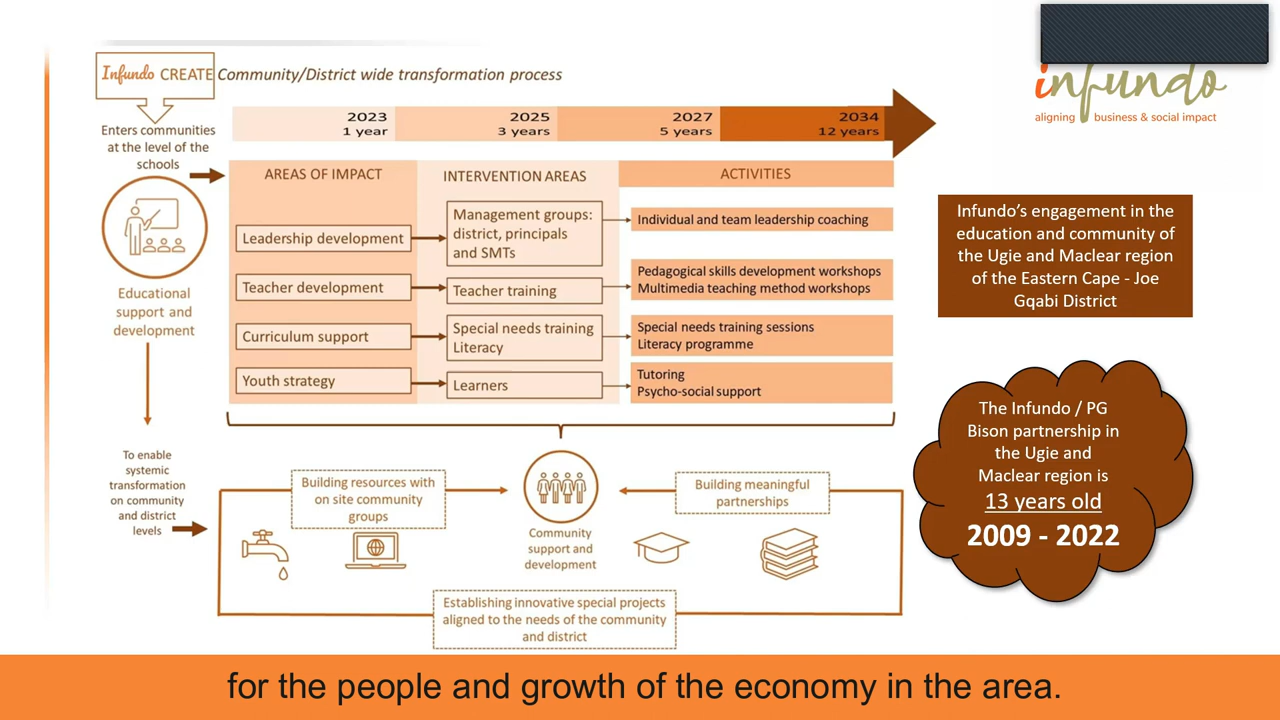 Infundo CREATE Community/District wide transformation process
infundo
aligning business & social impact
Enters communities
at the level of the
schools
2023
1 year
2025
3 years
2027
5 years
2034
12 years
AREAS OF IMPACT
INTERVENTION AREAS
ACTIVITIES
Leadership development
Management groups:
district, principals
and SMTs
Individual and team leadership coaching
Teacher development
Teacher training
Pedagogical skills development workshops
Multimedia teaching method workshops
Curriculum support
Special needs training
Literacy
Special needs training sessions
Literacy programme
Youth strategy
Learners
Tutoring
Psycho-social support
Educational
support and
development
To enable
systemic
transformation
on community
and district
levels
Building resources with
on site community
groups
Community
support and
development
Building meaningful
partnerships
Establishing innovative special projects
aligned to the needs of the community
and district
Infundo's engagement in the
education and community of
the Ugie and Maclear region
of the Eastern Cape - Joe
Gqabi District
The Infundo / PG
Bison partnership in
the Ugie and
Maclear region is
13 years old
2009 - 2022
for the people and growth of the economy in the area.